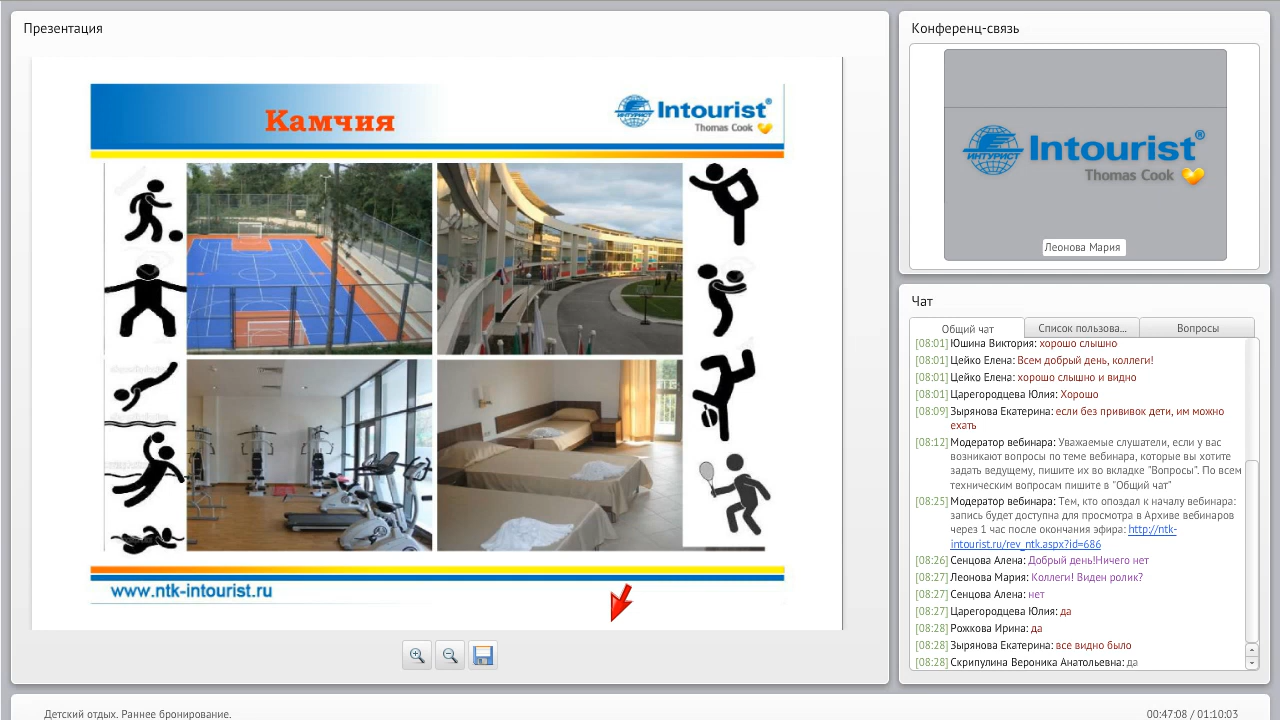 Презентация
Камчия
ИНТУРИСТ
Intourist®
Thomas Cook
www.ntk-intourist.ru
Конференц-связь
ИНТУРИСТ
Intourist®
Thomas Cook
Леонова Мария
Чат
Общий чат
Список пользова...
Вопросы
[08:01] Юшина Виктория: хорошо слышно
[08:01] Цейко Елена: Всем добрый день, коллеги!
[08:01] Цейко Елена: хорошо слышно и видно
[08:01] Царегородцева Юлия: Хорошо
[08:09] Зырянова Екатерина: если без прививок дети, им можно
ехать
[08:12] Модератор вебинара: Уважаемые слушатели, если у вас
возникают вопросы по теме вебинара, которые вы хотите
задать ведущему, пишите их во вкладке "Вопросы". По всем
техническим вопросам пишите в "Общий чат"
[08:25] Модератор вебинара: Тем, кто опоздал к началу вебинара:
запись будет доступна для просмотра в Архиве вебинаров
через 1 час после окончания эфира: http://ntk-
intourist.ru/rev_ntk.aspx?id=686
[08:26] Сенцова Алена: Добрый день!Ничего нет
[08:27] Леонова Мария: Коллеги! Виден ролик?
[08:27] Сенцова Алена: нет
[08:27] Царегородцева Юлия: да
[08:28] Рожкова Ирина: да
[08:28] Зырянова Екатерина: все видно было
[08:28] Скрипулина Вероника Анатольевна: да
Детский отдых. Раннее бронирование.
00:47:08 / 01:10:03